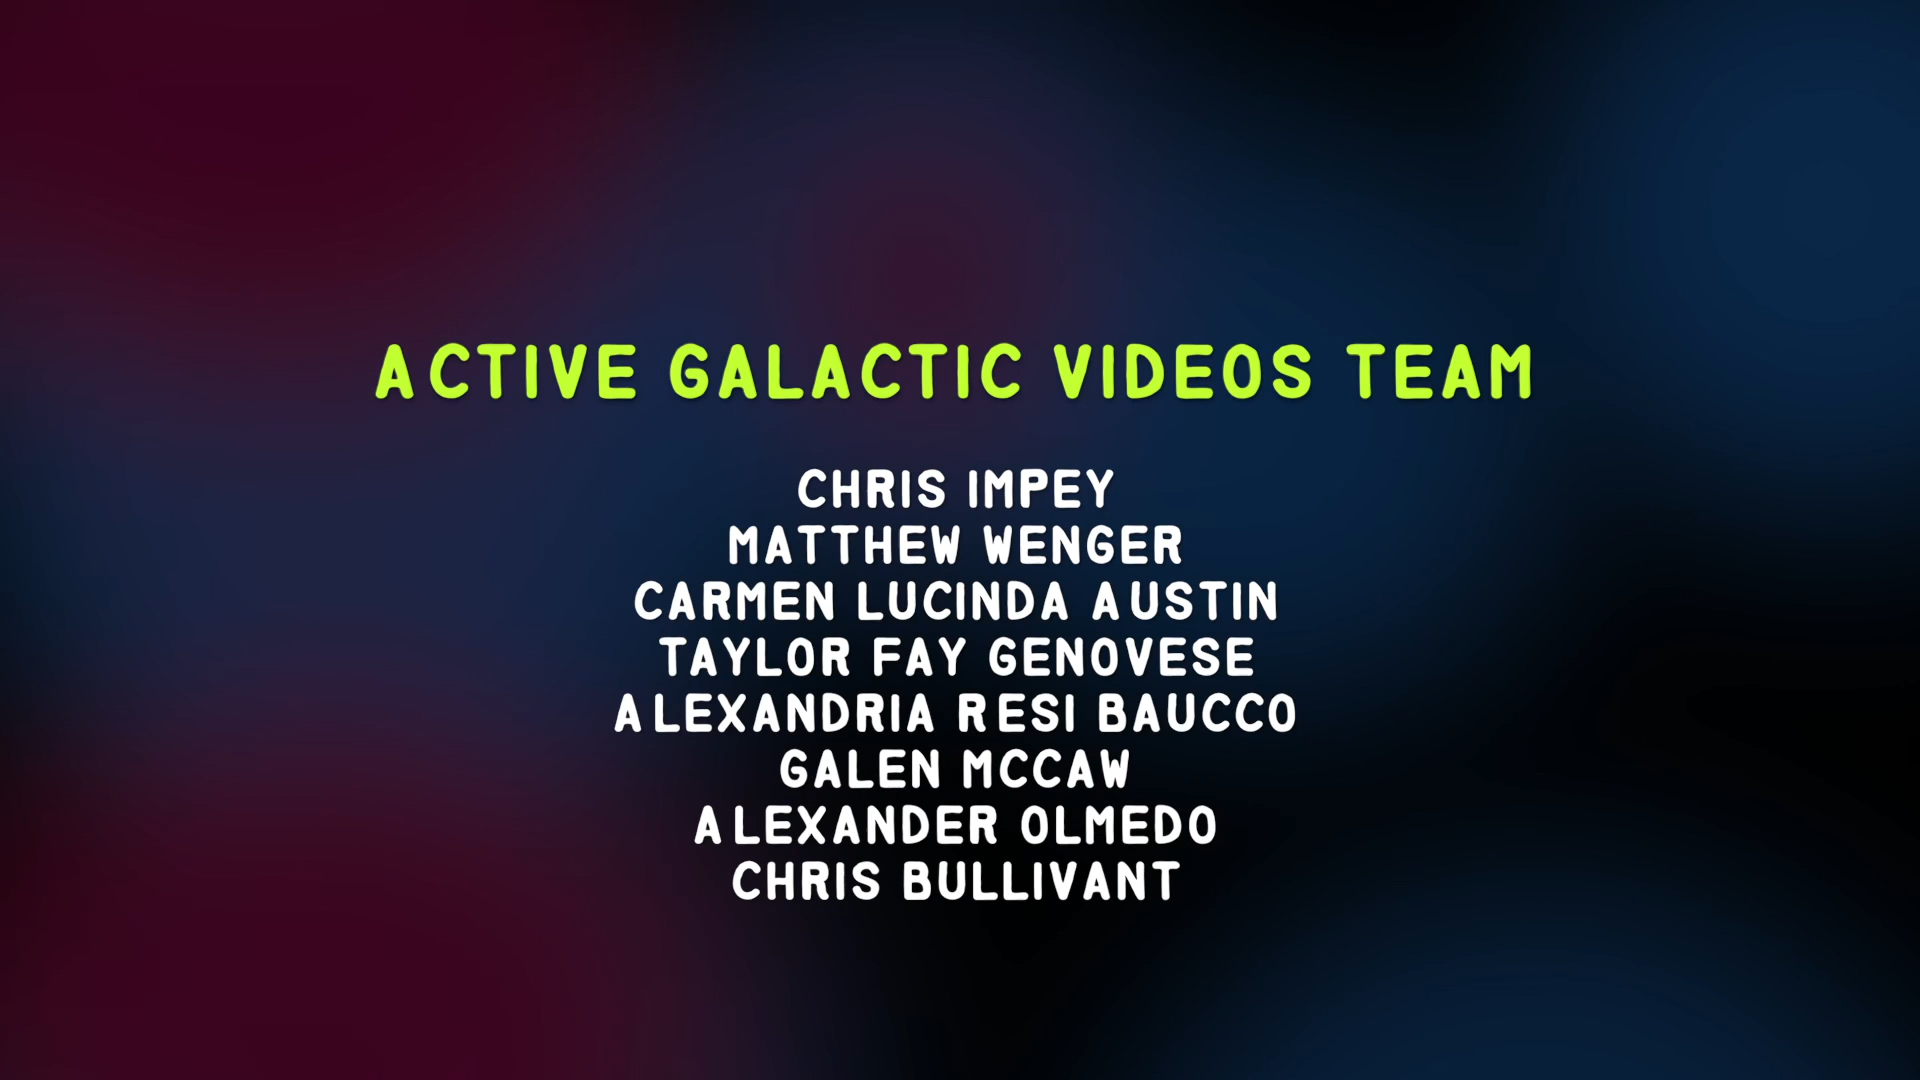 ACTIVE GALACTIC VIDEOS TEAM
CHRIS IMPEY
MATTHEW WENGER
CARMEN LUCINDA AUSTIN
TAYLOR FAY GENOVESE
ALEXANDRIA RESI BAUCCO
GALEN MCCAW
ALEXANDER OLMEDO
CHRIS BULLIVANT